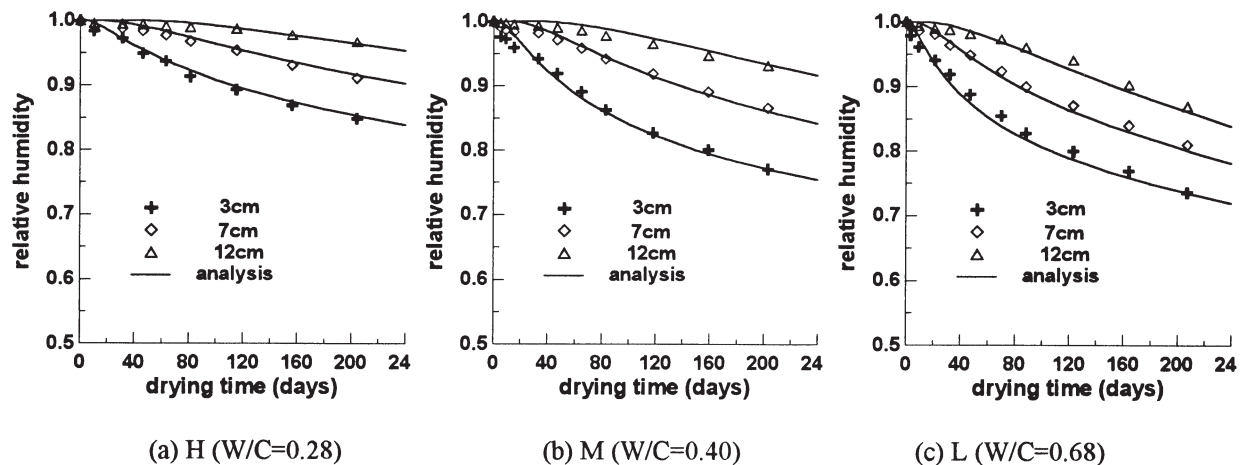 1.0
0.9
0.8
0.7
0.6
0.5
relative humidity
3cm
7cm
12cm
analysis
0 40 80 120 160 200 24
drying time (days)
(a) H (W/C=0.28)
1.0
0.9
0.8
0.7
0.6
0.5
relative humidity
3cm
7cm
12cm
analysis
0 40 80 120 160 200 24
drying time (days)
(b) M (W/C=0.40)
1.0
0.9
0.8
0.7
0.6
0.5
relative humidity
3cm
7cm
12cm
analysis
0 40 80 120 160 200 24
drying time (days)
(c) L (W/C=0.68)